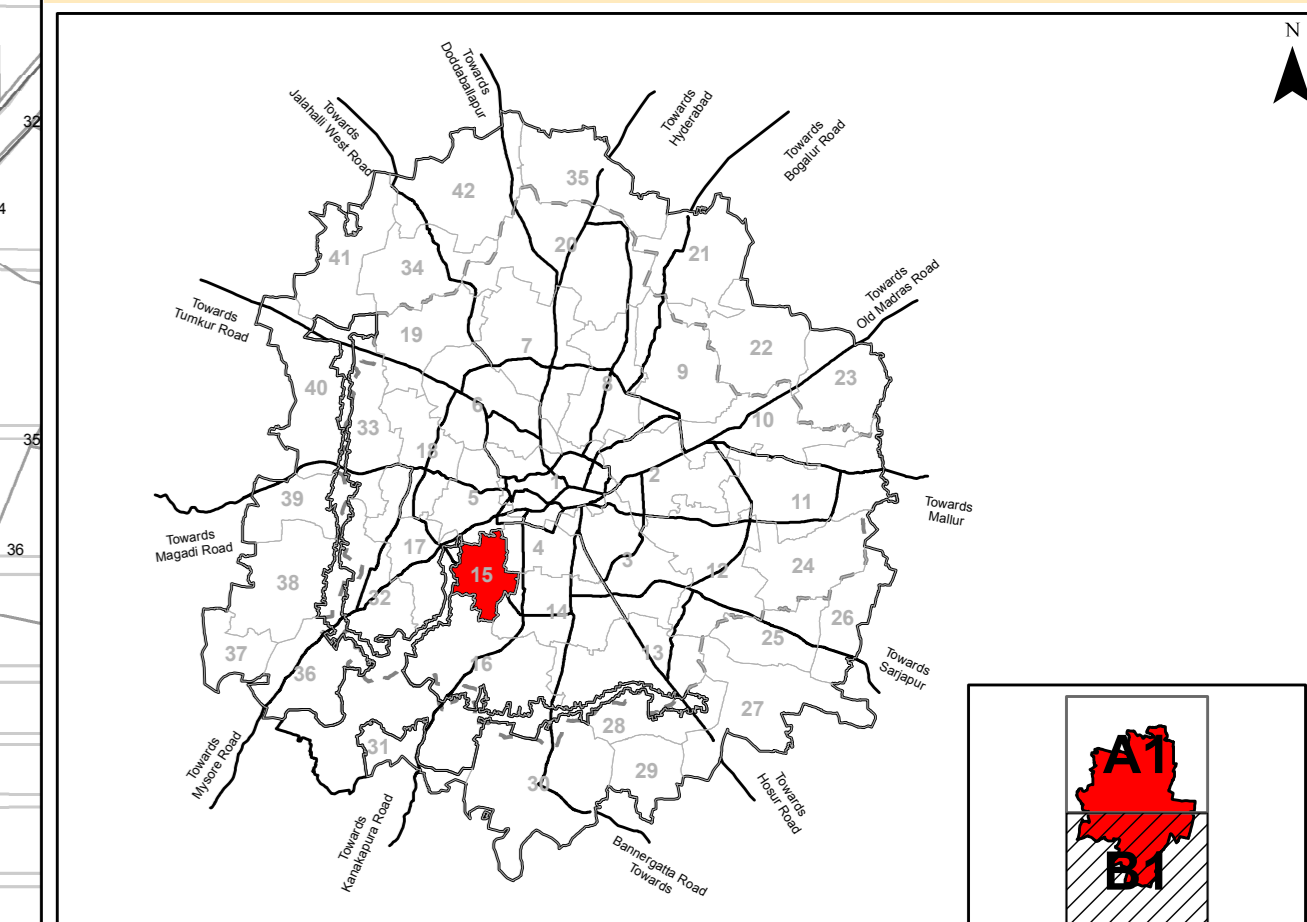 N
32
4
35
36
Towards
Doddaballapur
Towards
Jalahalli West Road
Towards
Hyderabad
Towards
Bogalur Road
Towards
Old Madras Road
Towards
Tumkur Road
Towards
Mallur
Towards
Magadi Road
Towards
Sarjapur
Towards
Mysore Road
Towards
Kanakapura Road
Bannergatta Road
Towards
Towards
Hosur Road
42
35
20
41
34
21
19
7
22
9
23
8
40
6
10
33
18
1
2
5
11
39
17
4
15
3
12
24
38
32
14
26
25
37
36
16
13
27
31
28
29
30
A1
B1